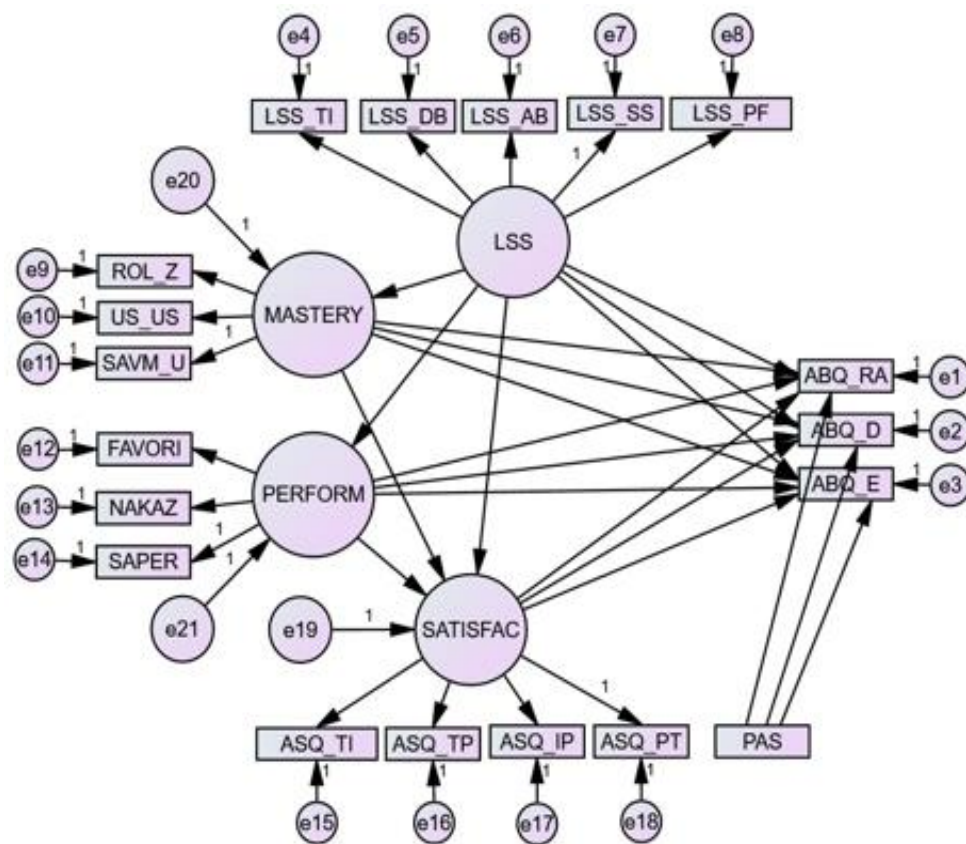 e4 e5 e6 e7 e8
1 1 1 1 1
LSS_TI LSS_DB LSS_AB LSS_SS LSS_PF
1
e20
1
LSS
e9 1 ROL_Z
MASTERY
e10 1 US_US
1
e11 1 SAVM_U
ABQ_RA 1 e1
ABQ_D 1 e2
ABQ_E 1 e3
e12 1 FAVORI
PERFORM
e13 1 NAKAZ
1
e14 1 SAPER
1
e21
e19 1 SATISFAC
1
ASQ_TI ASQ_TP ASQ_IP ASQ_PT PAS
1 1 1 1
e15 e16 e17 e18